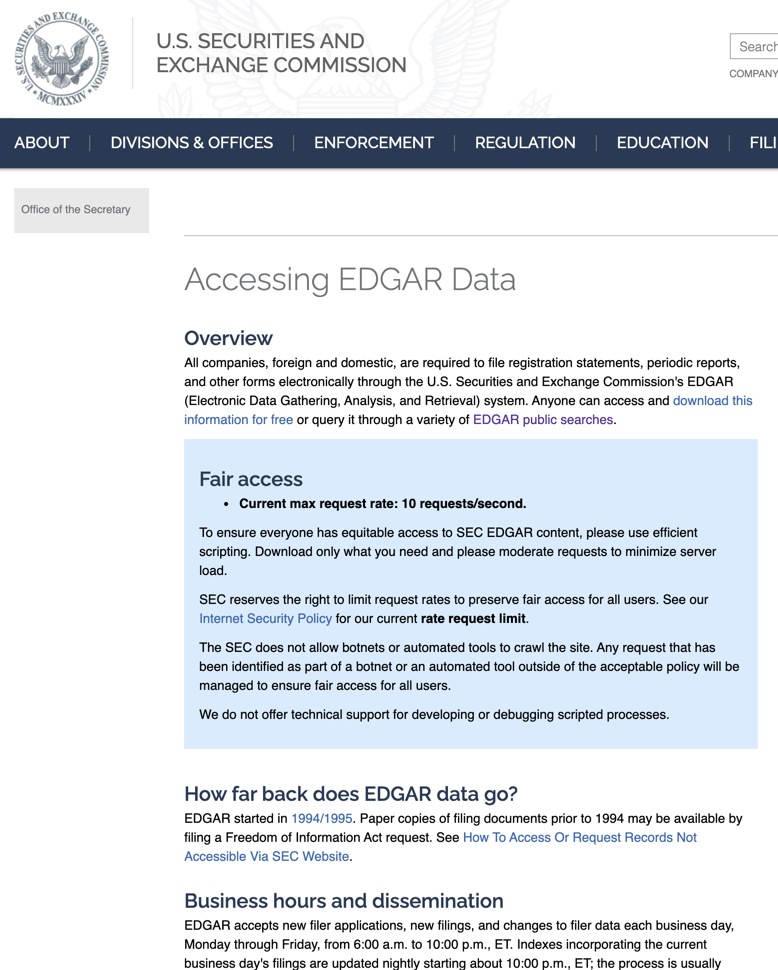 U.S. SECURITIES AND EXCHANGE COMMISSION
MCMXXXIV
U.S. SECURITIES AND
EXCHANGE COMMISSION
Search
COMPANY
ABOUT
DIVISIONS & OFFICES
ENFORCEMENT
REGULATION
EDUCATION
FILI
Office of the Secretary
Accessing EDGAR Data
Overview
All companies, foreign and domestic, are required to file registration statements, periodic reports,
and other forms electronically through the U.S. Securities and Exchange Commission's EDGAR
(Electronic Data Gathering, Analysis, and Retrieval) system. Anyone can access and download this
information for free or query it through a variety of EDGAR public searches.
Fair access
• Current max request rate: 10 requests/second.
To ensure everyone has equitable access to SEC EDGAR content, please use efficient
scripting. Download only what you need and please moderate requests to minimize server
load.
SEC reserves the right to limit request rates to preserve fair access for all users. See our
Internet Security Policy for our current rate request limit.
The SEC does not allow botnets or automated tools to crawl the site. Any request that has
been identified as part of a botnet or an automated tool outside of the acceptable policy will be
managed to ensure fair access for all users.
We do not offer technical support for developing or debugging scripted processes.
How far back does EDGAR data go?
EDGAR started in 1994/1995. Paper copies of filing documents prior to 1994 may be available by
filing a Freedom of Information Act request. See How To Access Or Request Records Not
Accessible Via SEC Website.
Business hours and dissemination
EDGAR accepts new filer applications, new filings, and changes to filer data each business day,
Monday through Friday, from 6:00 a.m. to 10:00 p.m., ET. Indexes incorporating the current
business day's filings are updated nightly starting about 10:00 p.m., ET; the process is usually